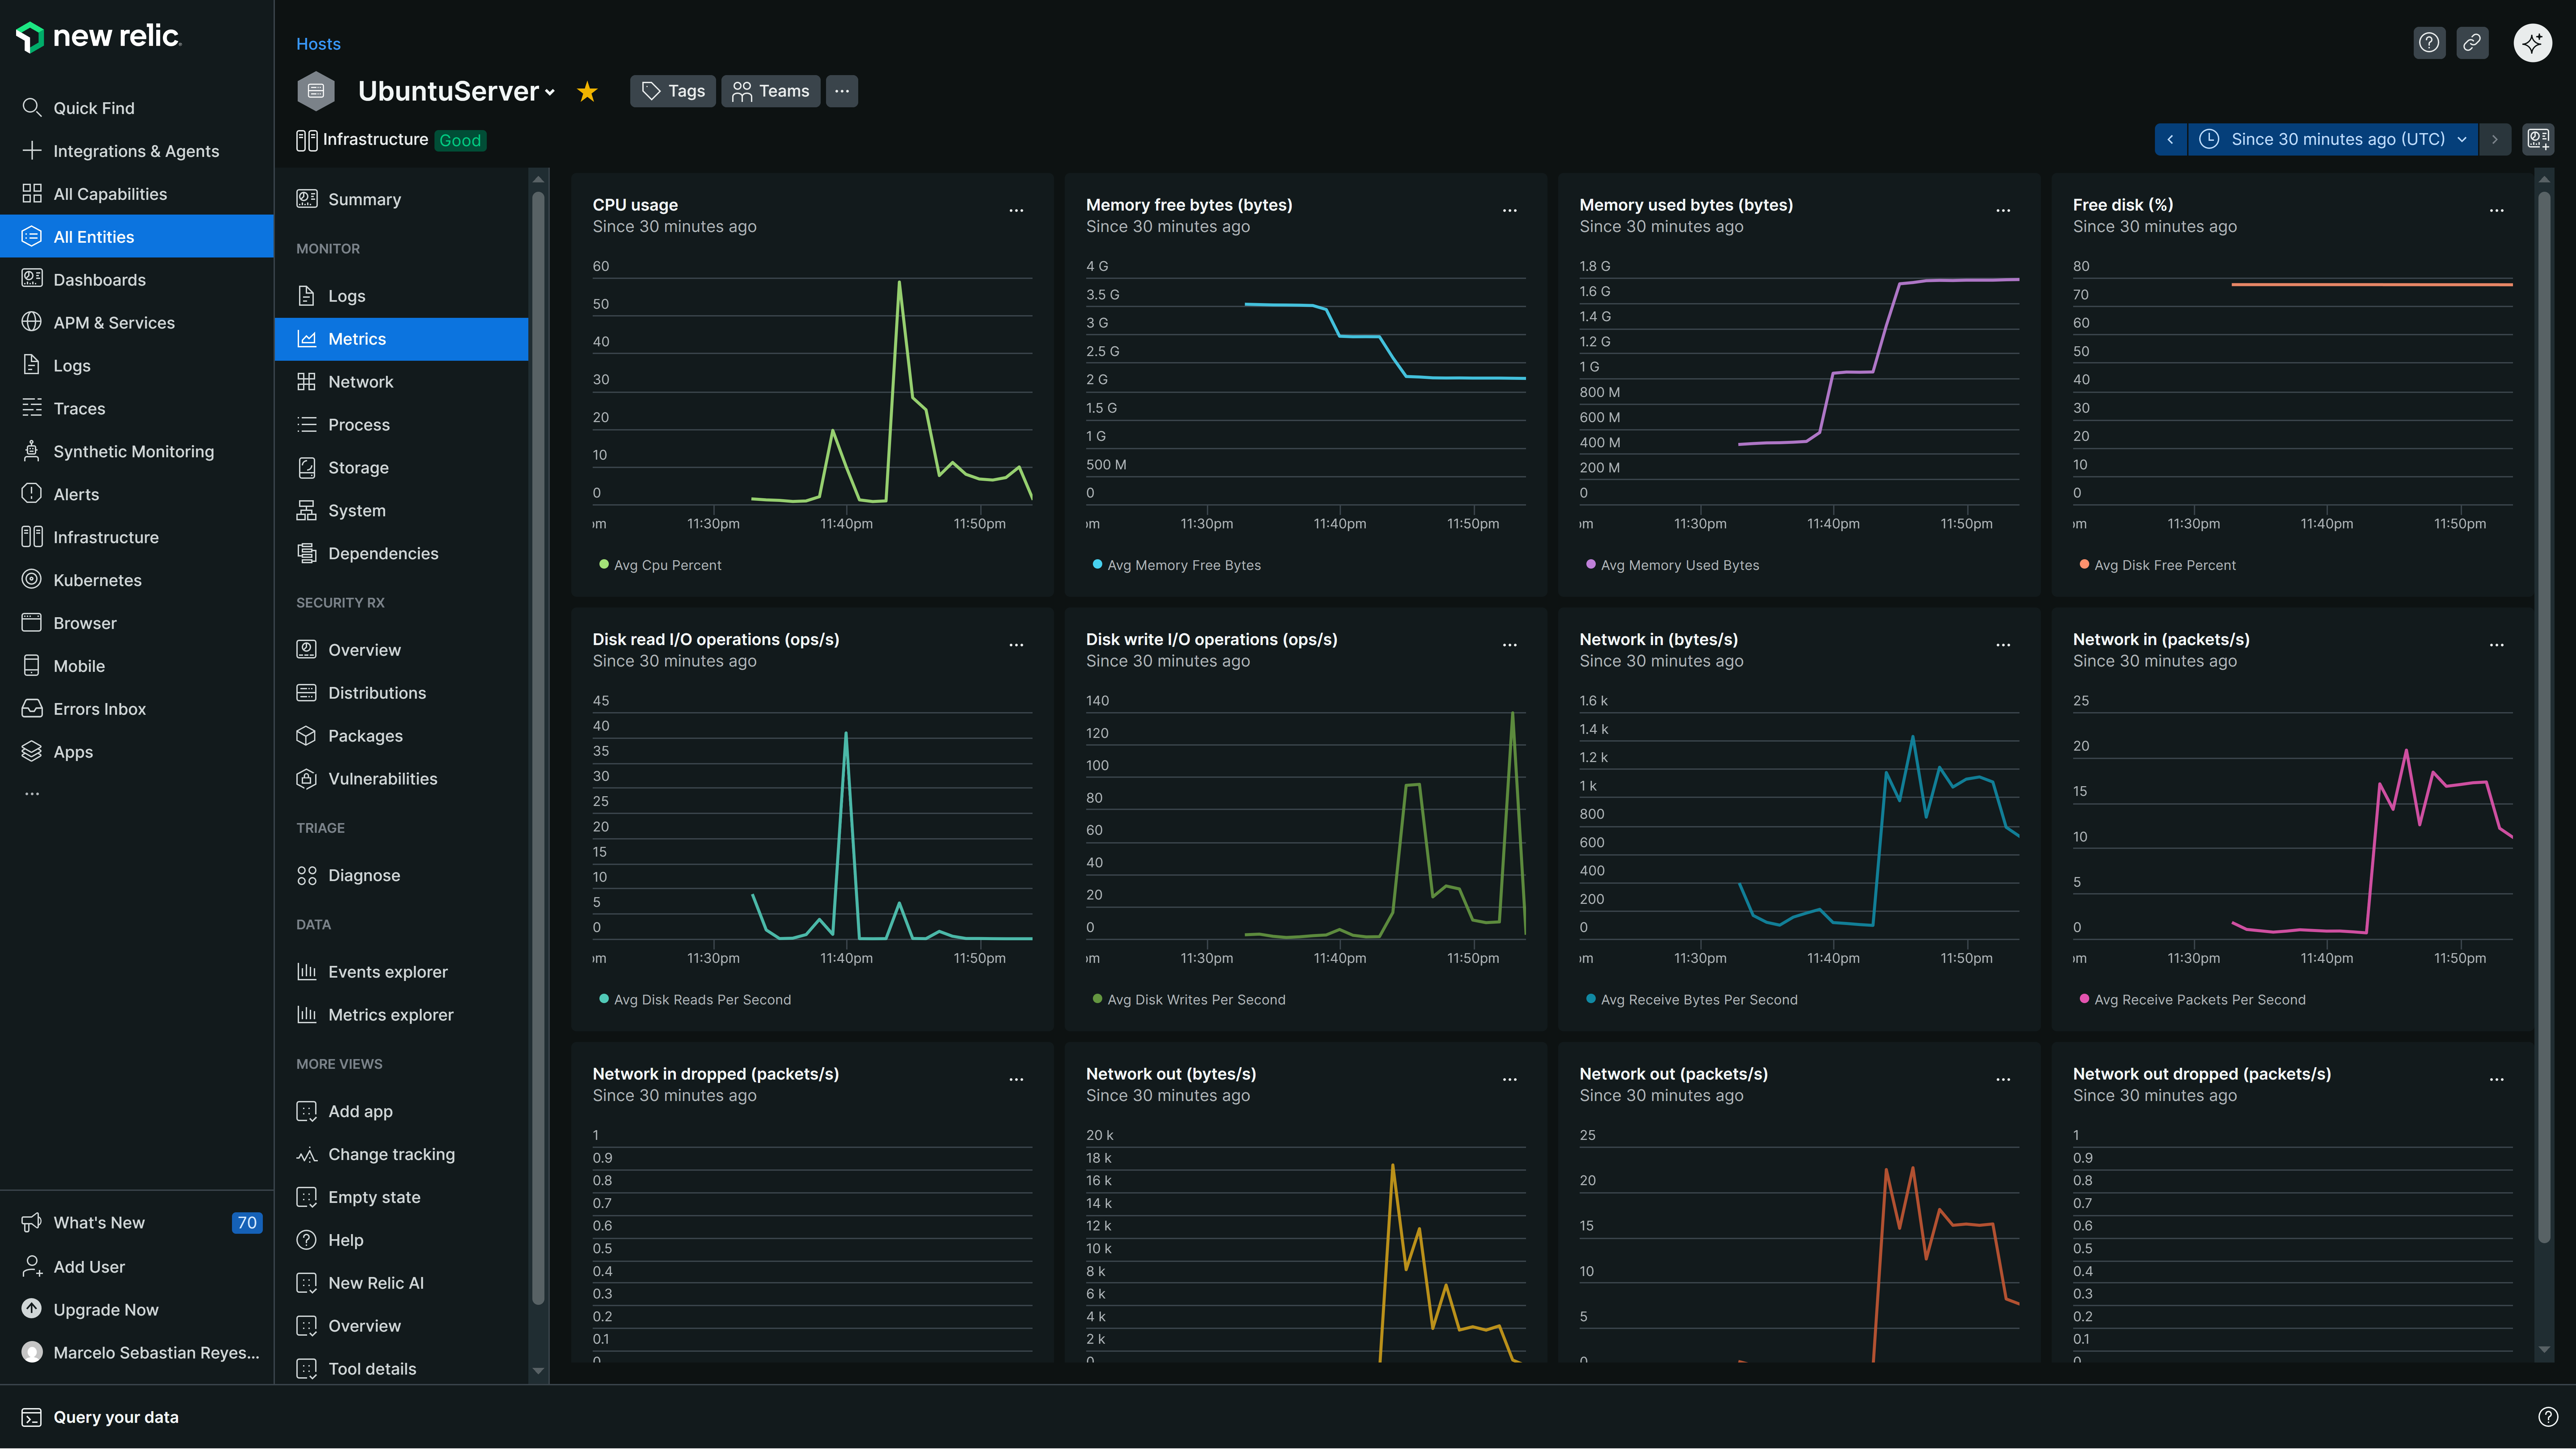 new relic
Quick Find
Integrations & Agents
All Capabilities
All Entities
Dashboards
APM & Services
Logs
Traces
Synthetic Monitoring
Alerts
Infrastructure
Kubernetes
Browser
Mobile
Errors Inbox
Apps
...
What's New 70
Add User
Upgrade Now
Marcelo Sebastian Reyes...
Query your data
Hosts
UbuntuServer
Tags
Teams
...
Infrastructure Good
Since 30 minutes ago (UTC)
Summary
MONITOR
Logs
Metrics
Network
Process
Storage
System
Dependencies
SECURITY RX
Overview
Distributions
Packages
Vulnerabilities
TRIAGE
Diagnose
DATA
Events explorer
Metrics explorer
MORE VIEWS
Add app
Change tracking
Empty state
Help
New Relic AI
Overview
Tool details
CPU usage
...
Since 30 minutes ago
60
50
40
30
20
10
0
pm 11:30pm 11:40pm 11:50pm
Avg Cpu Percent
Memory free bytes (bytes)
...
Since 30 minutes ago
4 G
3.5 G
3 G
2.5 G
2 G
1.5 G
1 G
500 M
0
pm 11:30pm 11:40pm 11:50pm
Avg Memory Free Bytes
Memory used bytes (bytes)
...
Since 30 minutes ago
1.8 G
1.6 G
1.4 G
1.2 G
1 G
800 M
600 M
400 M
200 M
0
pm 11:30pm 11:40pm 11:50pm
Avg Memory Used Bytes
Free disk (%)
...
Since 30 minutes ago
80
70
60
50
40
30
20
10
0
pm 11:30pm 11:40pm 11:50pm
Avg Disk Free Percent
Disk read I/O operations (ops/s)
...
Since 30 minutes ago
45
40
35
30
25
20
15
10
5
0
pm 11:30pm 11:40pm 11:50pm
Avg Disk Reads Per Second
Disk write I/O operations (ops/s)
...
Since 30 minutes ago
140
120
100
80
60
40
20
0
pm 11:30pm 11:40pm 11:50pm
Avg Disk Writes Per Second
Network in (bytes/s)
...
Since 30 minutes ago
1.6 k
1.4 k
1.2 k
1 k
800
600
400
200
0
pm 11:30pm 11:40pm 11:50pm
Avg Receive Bytes Per Second
Network in (packets/s)
...
Since 30 minutes ago
25
20
15
10
5
0
pm 11:30pm 11:40pm 11:50pm
Avg Receive Packets Per Second
Network in dropped (packets/s)
...
Since 30 minutes ago
1
0.9
0.8
0.7
0.6
0.5
0.4
0.3
0.2
0.1
0
Network out (bytes/s)
...
Since 30 minutes ago
20 k
18 k
16 k
14 k
12 k
10 k
8 k
6 k
4 k
2 k
0
Network out (packets/s)
...
Since 30 minutes ago
25
20
15
10
5
0
Network out dropped (packets/s)
...
Since 30 minutes ago
1
0.9
0.8
0.7
0.6
0.5
0.4
0.3
0.2
0.1
0